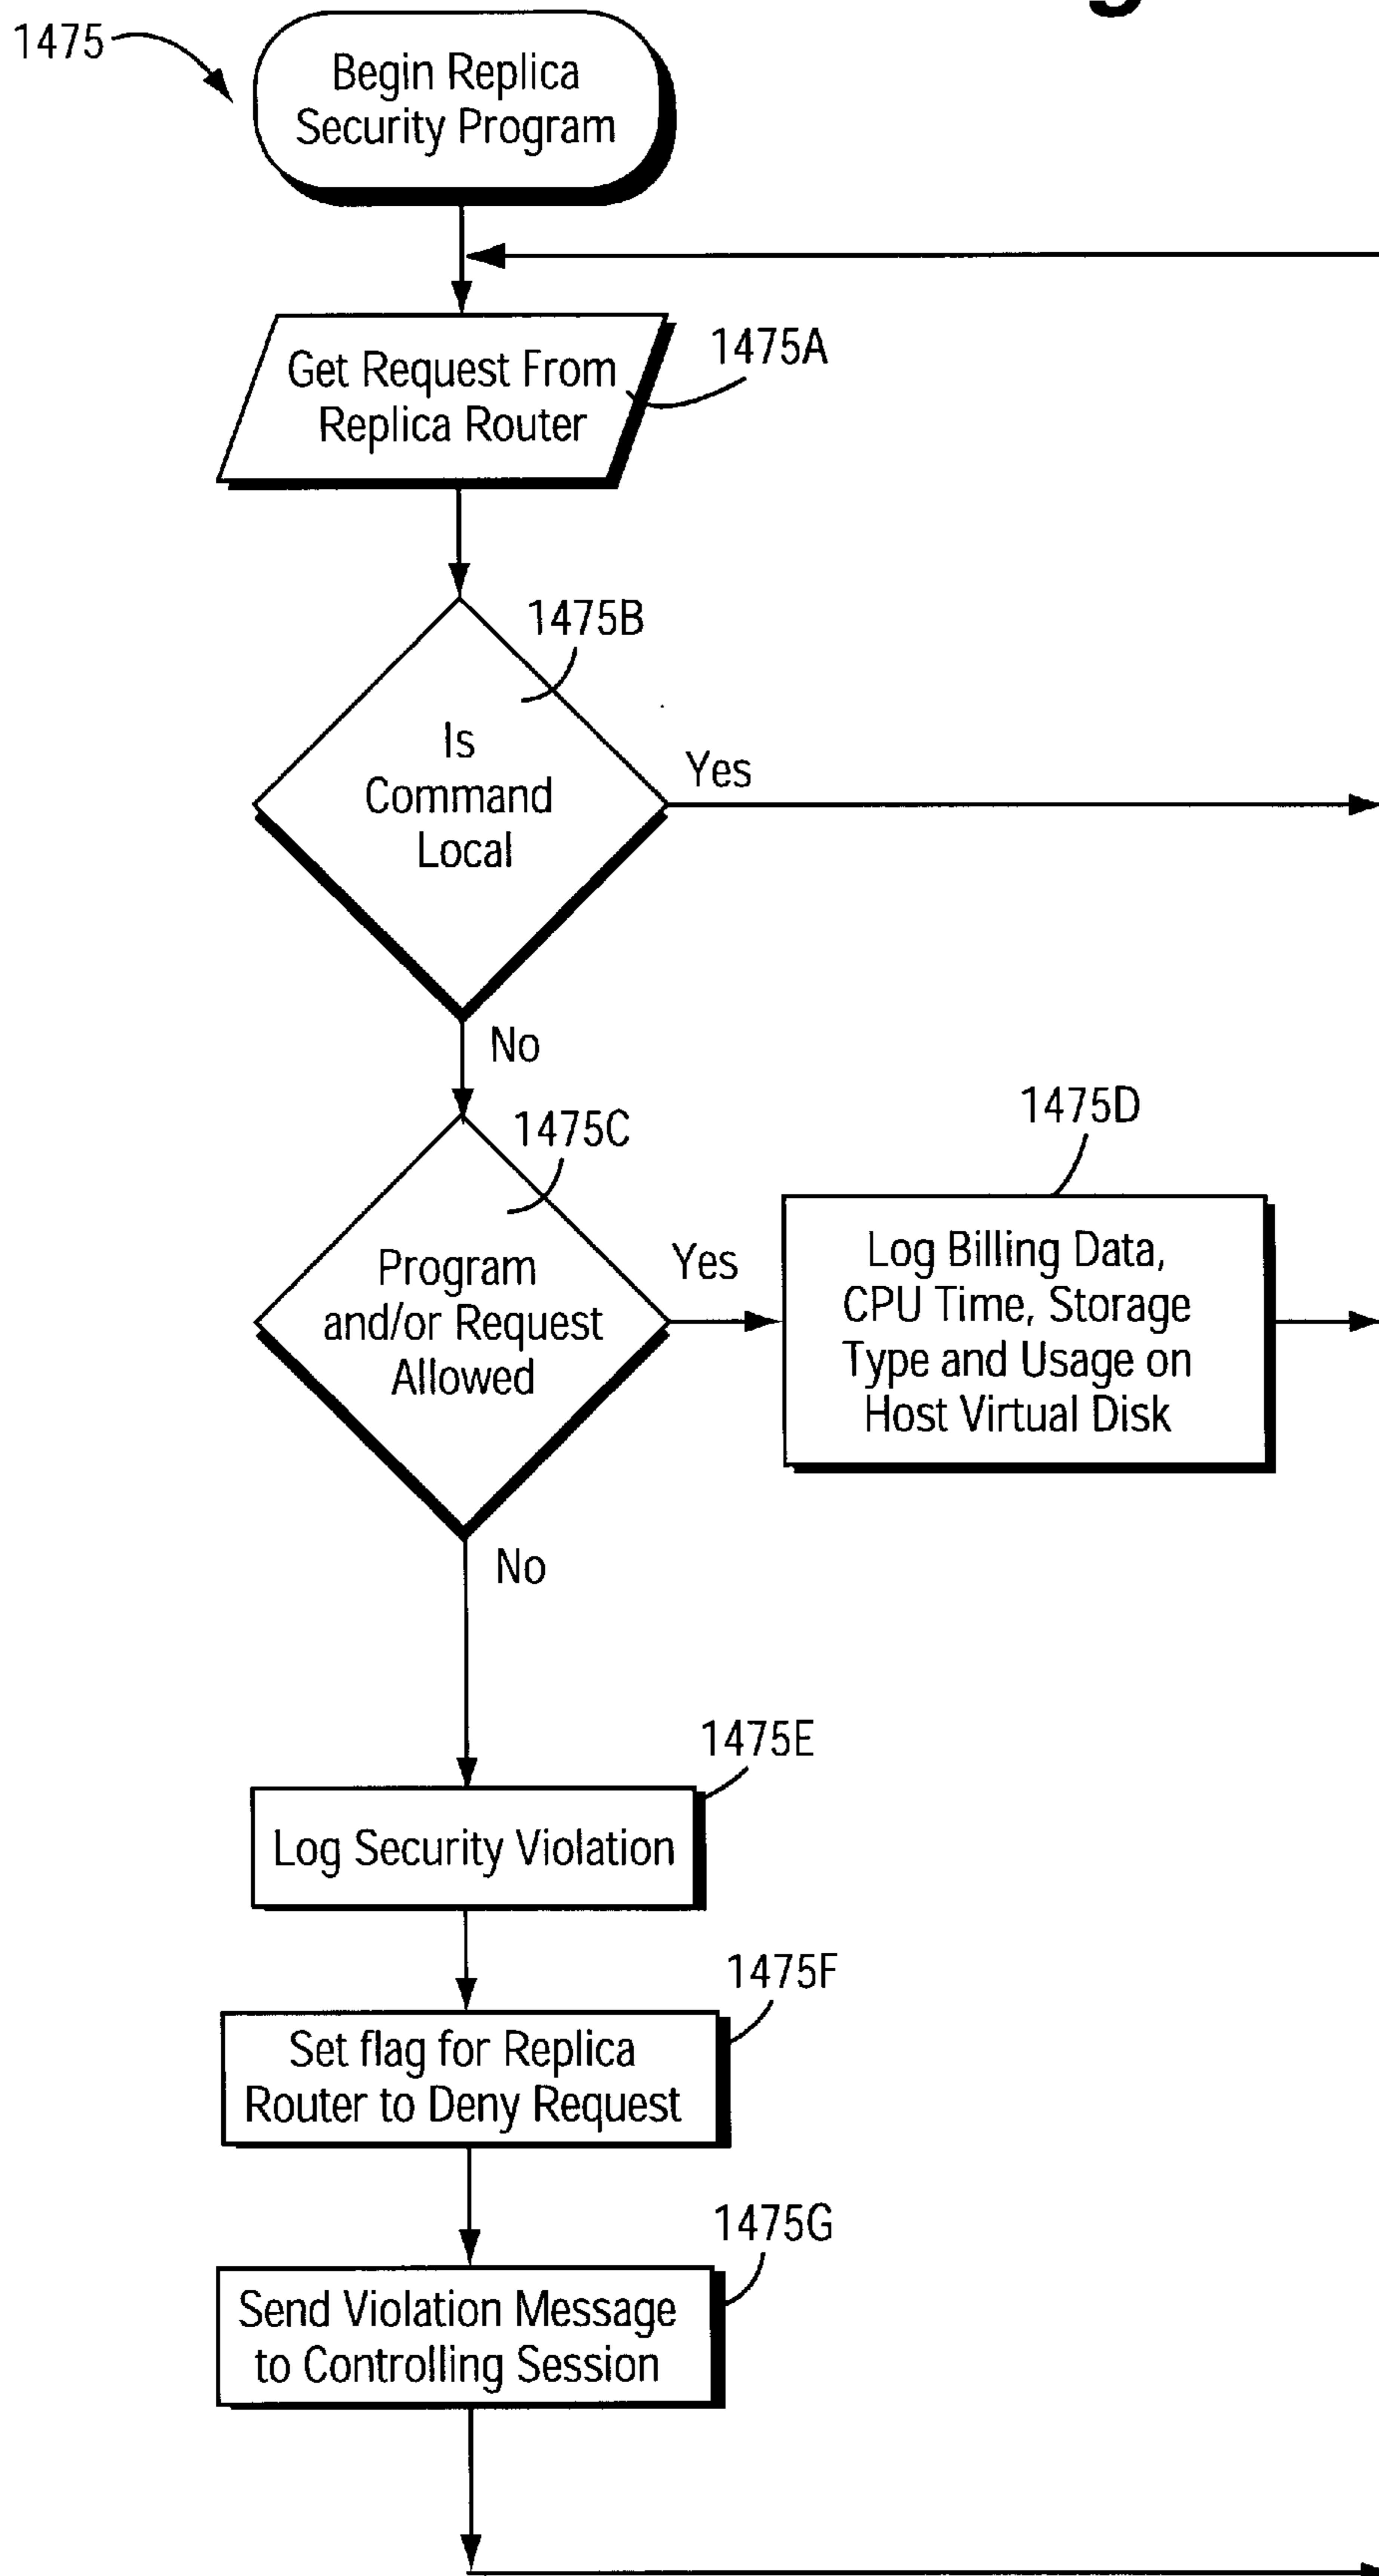 1475
Begin Replica
Security Program
Get Request From
Replica Router
1475A
1475B
Is
Command
Local
Yes
No
1475C
Program
and/or Request
Allowed
Yes
1475D
Log Billing Data,
CPU Time, Storage
Type and Usage on
Host Virtual Disk
No
1475E
Log Security Violation
1475F
Set flag for Replica
Router to Deny Request
1475G
Send Violation Message
to Controlling Session